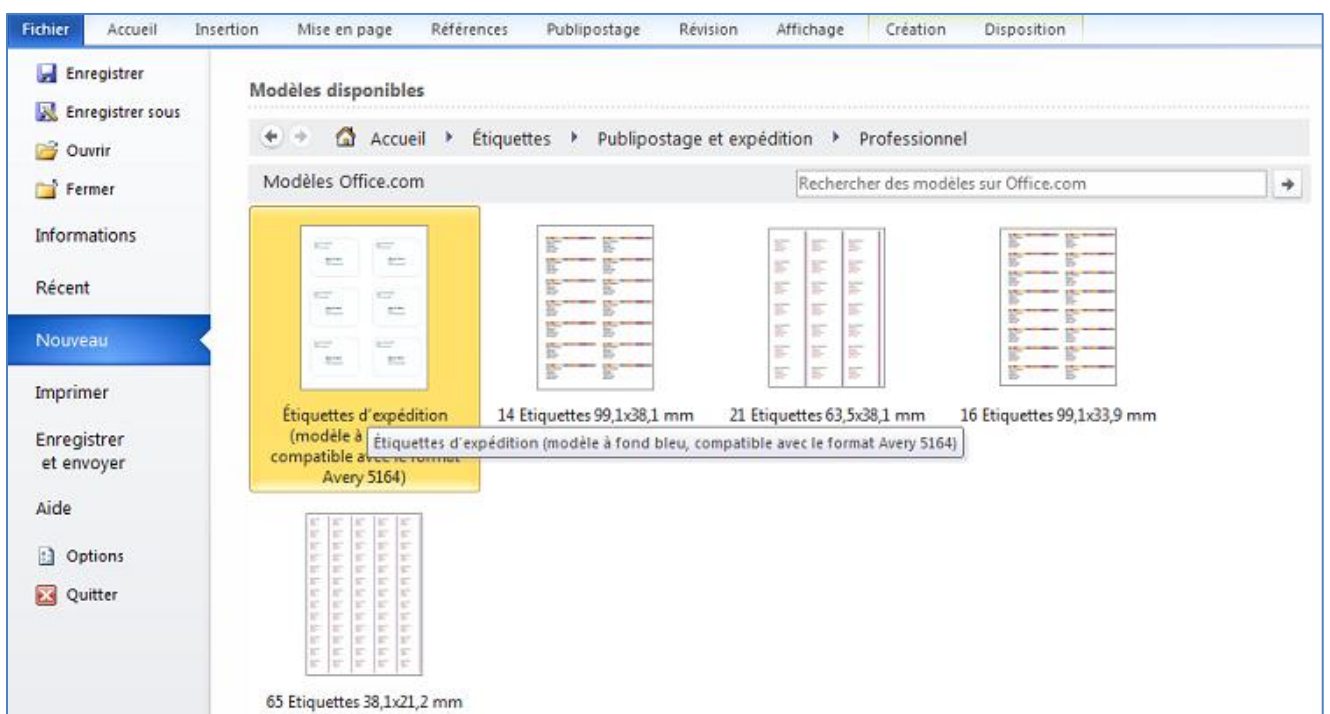 Fichier Accueil Insertion Mise en page Références Publipostage Révision Affichage Création Disposition
Enregistrer
Enregistrer sous
Ouvrir
Fermer
Informations
Récent
Nouveau
Imprimer
Enregistrer
et envoyer
Aide
Options
Quitter
Modèles disponibles
Accueil Étiquettes Publipostage et expédition Professionnel
Modèles Office.com Rechercher des modèles sur Office.com
Étiquettes d'expédition
(modèle à
compatible avec le format
Avery 5164)
14 Etiquettes 99,1x38,1 mm
21 Etiquettes 63,5x38,1 mm
16 Etiquettes 99,1x33,9 mm
Étiquettes d'expédition (modèle à fond bleu, compatible avec le format Avery 5164)
65 Etiquettes 38,1x21,2 mm